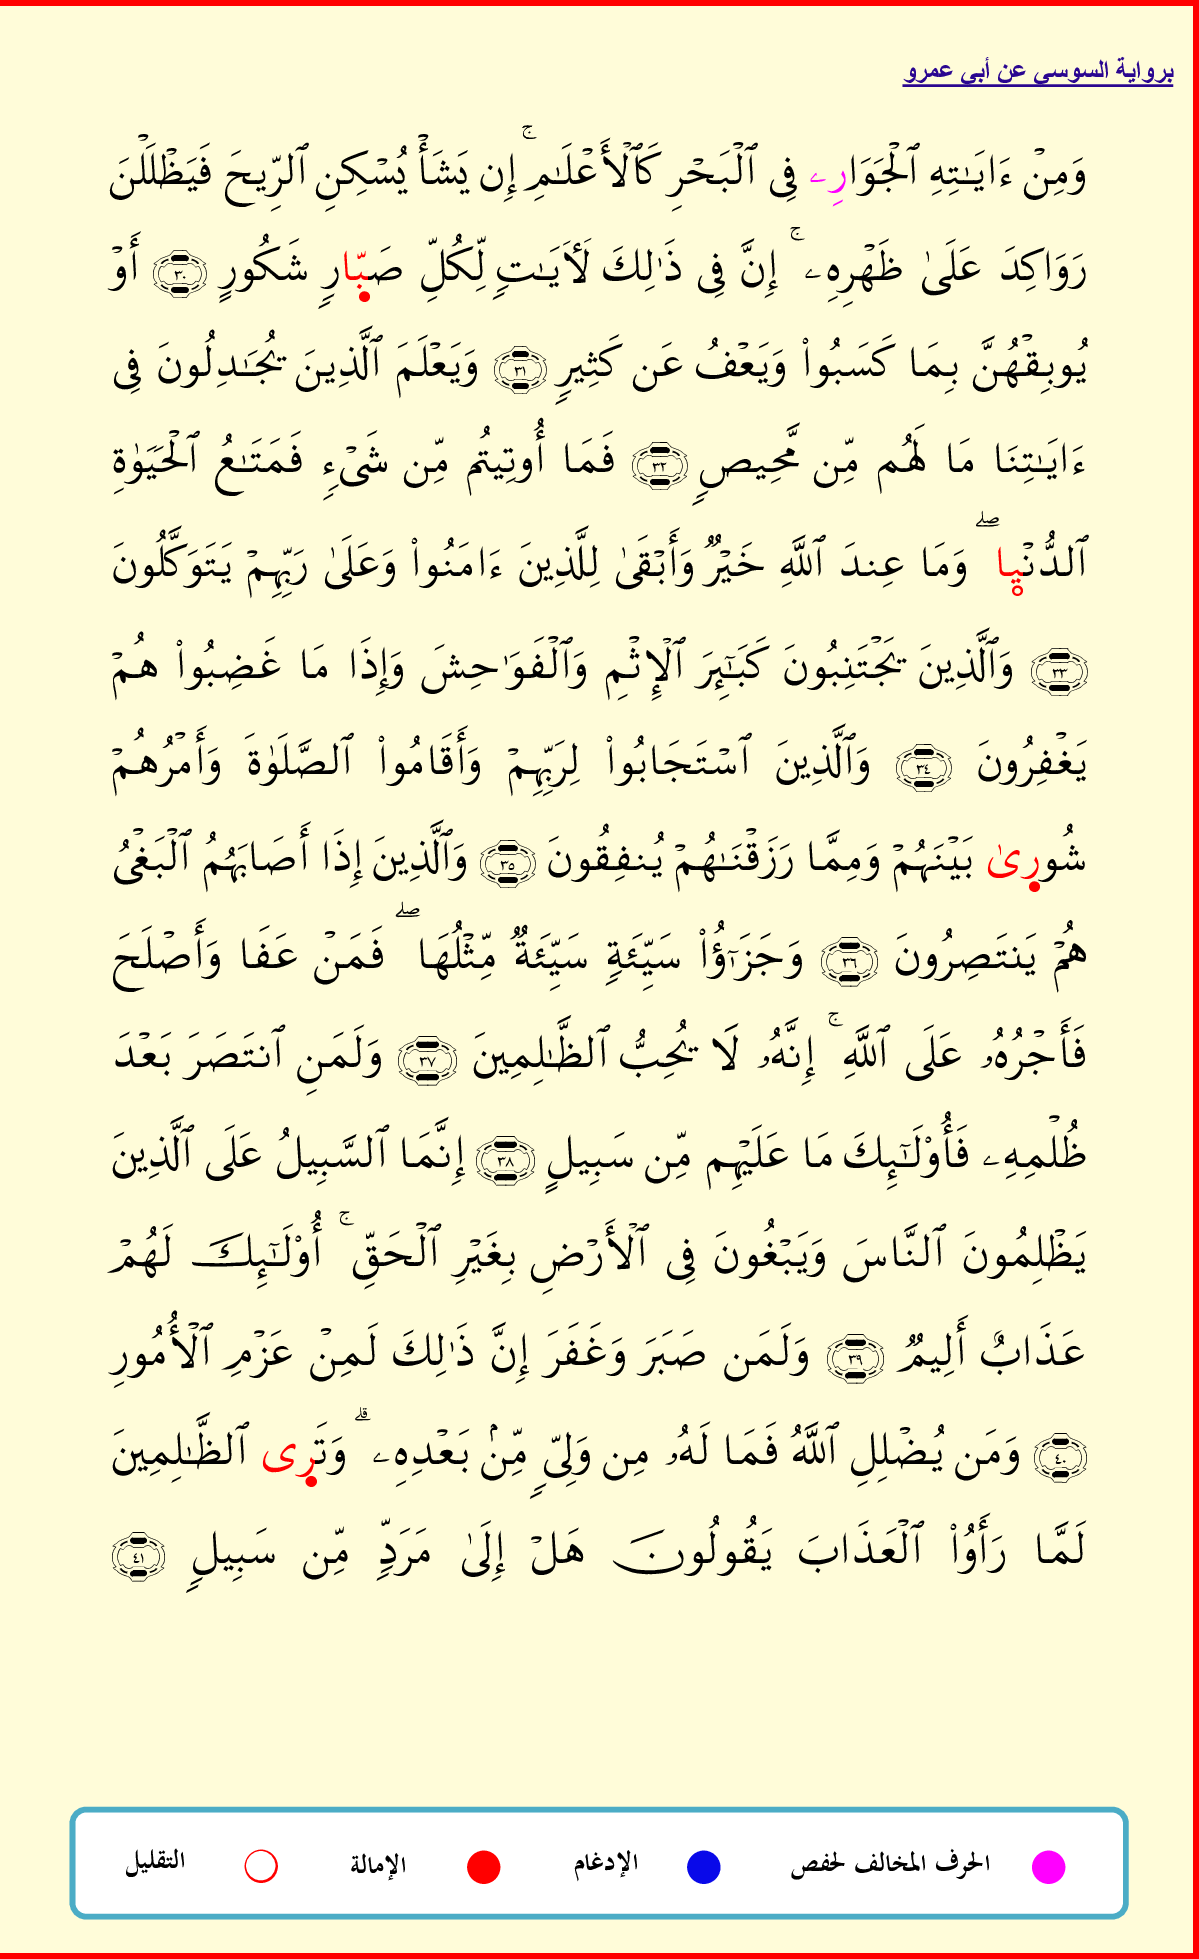 برواية السوسي عن أبي عمرو
وَمِنْ ءَايَٰتِهِ ٱلْجَوَارِۦ فِى ٱلْبَحْرِ كَٱلْأَعْلَٰمِ ۚ إِن يَشَأْ يُسْكِنِ ٱلرِّيحَ فَيَظْلَلْنَ
رَوَاكِدَ عَلَىٰ ظَهْرِهِۦ ۚ إِنَّ فِى ذَٰلِكَ لَأٓيَٰتٍ لِّكُلِّ صَبّارٍ شَكُورٍ ٣٠ أَوْ
يُوبِقْهُنَّ بِمَا كَسَبُوا۟ وَيَعْفُ عَن كَثِيرٍ ٣١ وَيَعْلَمَ ٱلَّذِينَ يُجَٰدِلُونَ فِى
ءَايَٰتِنَا مَا لَهُم مِّن مَّحِيصٍ ٣٢ فَمَا أُوتِيتُم مِّن شَىْءٍ فَمَتَٰعُ ٱلْحَيَوٰةِ
ٱلدُّنْيا ۖ وَمَا عِندَ ٱللَّهِ خَيْرٌ وَأَبْقَىٰ لِلَّذِينَ ءَامَنُوا۟ وَعَلَىٰ رَبِّهِمْ يَتَوَكَّلُونَ
٣٣ وَٱلَّذِينَ يَجْتَنِبُونَ كَبَٰٓئِرَ ٱلْإِثْمِ وَٱلْفَوَٰحِشَ وَإِذَا مَا غَضِبُوا۟ هُمْ
يَغْفِرُونَ ٣٤ وَٱلَّذِينَ ٱسْتَجَابُوا۟ لِرَبِّهِمْ وَأَقَامُوا۟ ٱلصَّلَوٰةَ وَأَمْرُهُمْ
شُورِىٰ بَيْنَهُمْ وَمِمَّا رَزَقْنَٰهُمْ يُنفِقُونَ ٣٥ وَٱلَّذِينَ إِذَا أَصَابَهُمُ ٱلْبَغْىُ
هُمْ يَنتَصِرُونَ ٣٦ وَجَزَٰٓؤُا۟ سَيِّئَةٍ سَيِّئَةٌ مِّثْلُهَا ۖ فَمَنْ عَفَا وَأَصْلَحَ
فَأَجْرُهُۥ عَلَى ٱللَّهِ ۚ إِنَّهُۥ لَا يُحِبُّ ٱلظَّٰلِمِينَ ٣٧ وَلَمَنِ ٱنتَصَرَ بَعْدَ
ظُلْمِهِۦ فَأُو۟لَٰٓئِكَ مَا عَلَيْهِم مِّن سَبِيلٍ ٣٨ إِنَّمَا ٱلسَّبِيلُ عَلَى ٱلَّذِينَ
يَظْلِمُونَ ٱلنَّاسَ وَيَبْغُونَ فِى ٱلْأَرْضِ بِغَيْرِ ٱلْحَقِّ ۚ أُو۟لَٰٓئِكَ لَهُمْ
عَذَابٌ أَلِيمٌ ٣٩ وَلَمَن صَبَرَ وَغَفَرَ إِنَّ ذَٰلِكَ لَمِنْ عَزْمِ ٱلْأُمُورِ
٤٠ وَمَن يُضْلِلِ ٱللَّهُ فَمَا لَهُۥ مِن وَلِىٍّ مِّنۢ بَعْدِهِۦ ۗ وَتَرِى ٱلظَّٰلِمِينَ
لَمَّا رَأَوُا۟ ٱلْعَذَابَ يَقُولُونَ هَلْ إِلَىٰ مَرَدٍّ مِّن سَبِيلٍ ٤١
الحرف المخالف لحفص الإدغام الإمالة التقليل